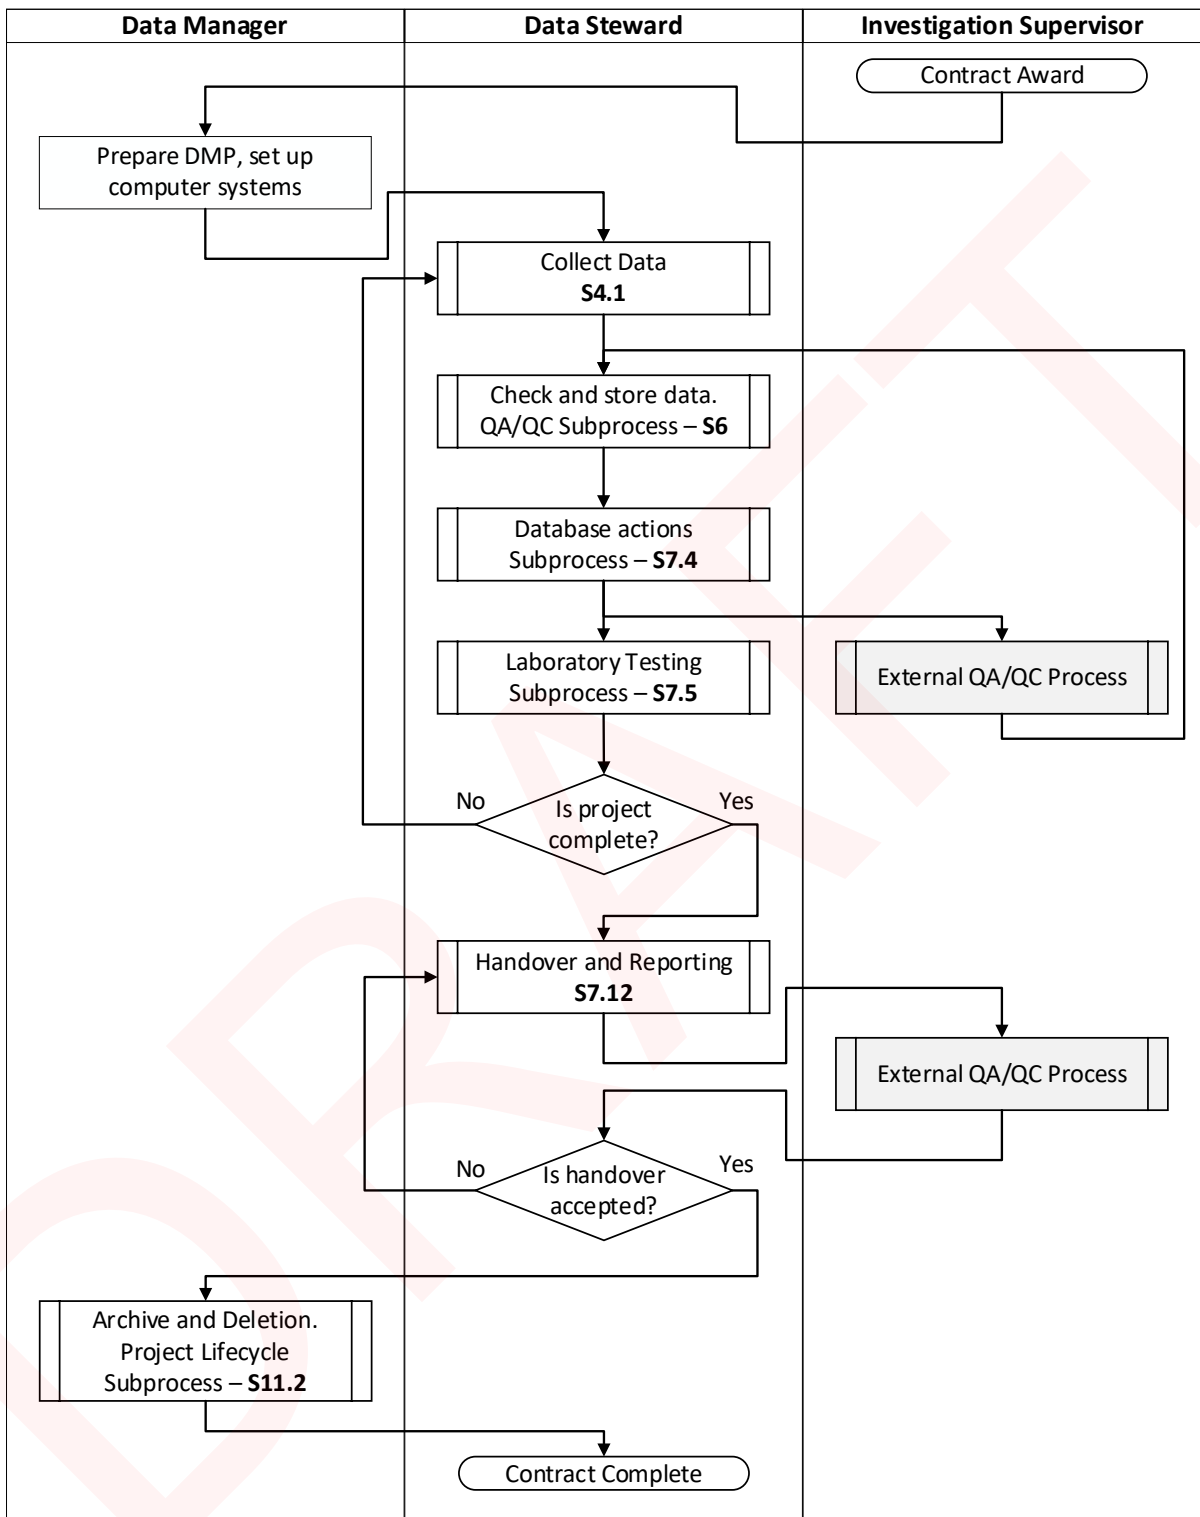 Data Manager
Data Steward
Investigation Supervisor
Contract Award
Prepare DMP, set up
computer systems
Collect Data
S4.1
Check and store data.
QA/QC Subprocess – S6
Database actions
Subprocess – S7.4
Laboratory Testing
Subprocess – S7.5
External QA/QC Process
No
Yes
Is project
complete?
Handover and Reporting
S7.12
External QA/QC Process
No
Yes
Is handover
accepted?
Archive and Deletion.
Project Lifecycle
Subprocess – S11.2
Contract Complete
DRAFT